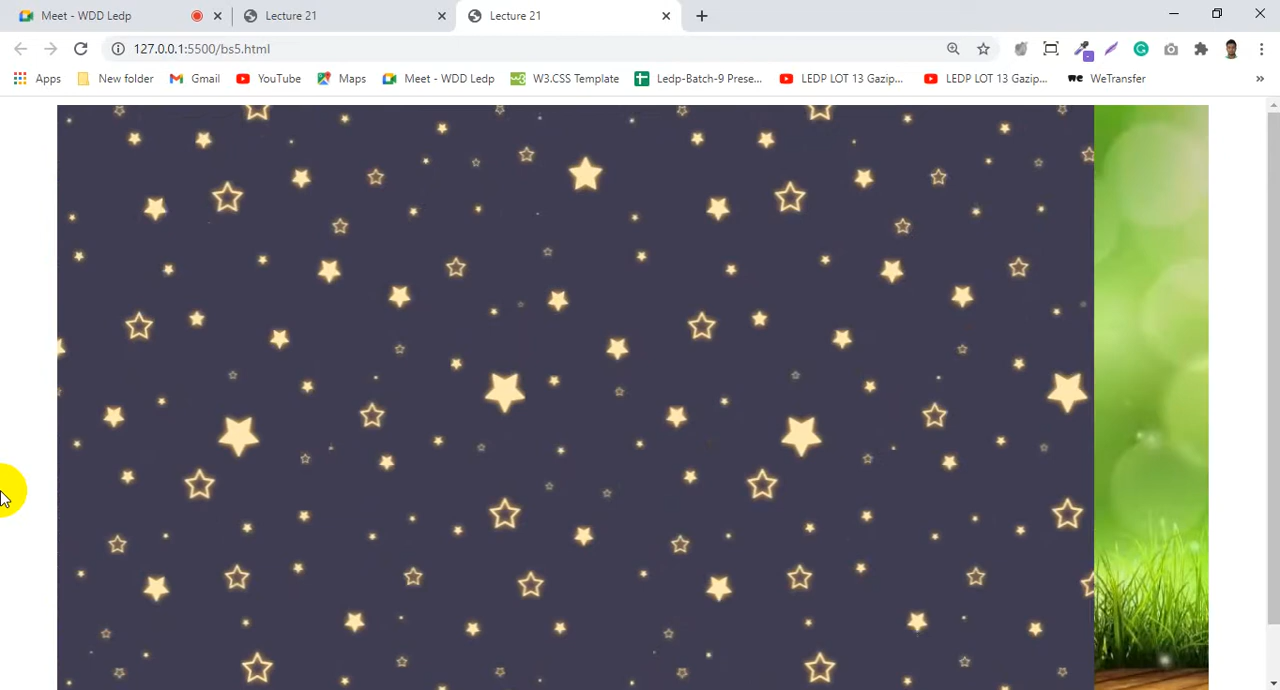 Meet - WDD Ledp
Lecture 21
Lecture 21
127.0.0.1:5500/bs5.html
Apps
New folder
Gmail
YouTube
Maps
Meet - WDD Ledp
W3.CSS Template
Ledp-Batch-9 Prese...
LEDP LOT 13 Gazip...
LEDP LOT 13 Gazip...
we WeTransfer